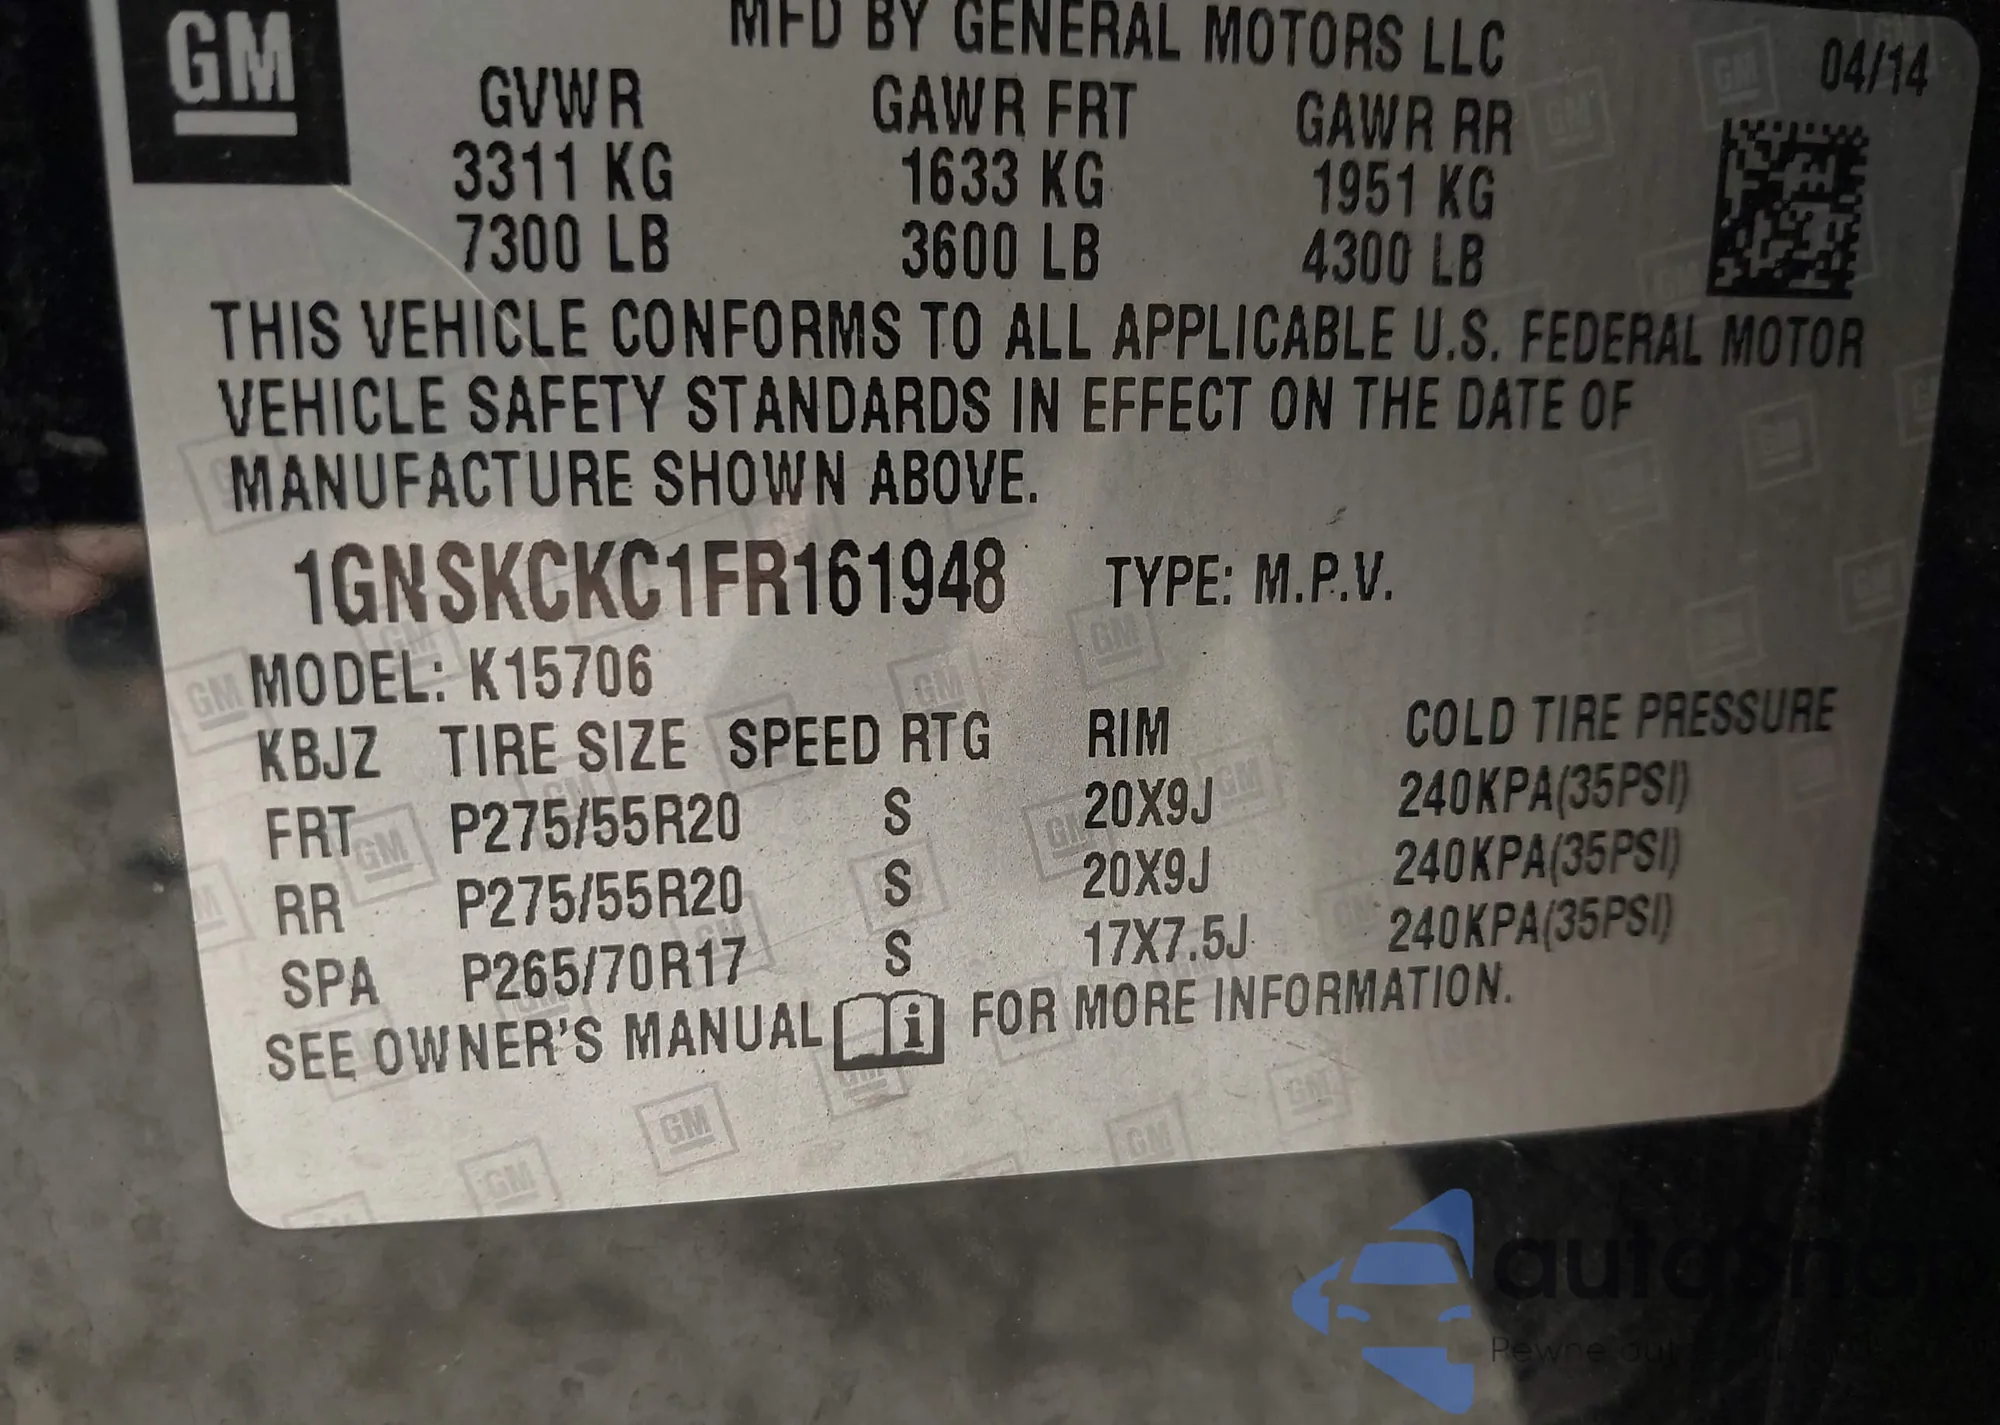 GM
MFD BY GENERAL MOTORS LLC
04/14
GVWR GAWR FRT GAWR RR
3311 KG 1633 KG 1951 KG
7300 LB 3600 LB 4300 LB
THIS VEHICLE CONFORMS TO ALL APPLICABLE U.S. FEDERAL MOTOR
VEHICLE SAFETY STANDARDS IN EFFECT ON THE DATE OF
MANUFACTURE SHOWN ABOVE.
1GNSKCKC1FR161948 TYPE: M.P.V.
MODEL: K15706
KBJZ TIRE SIZE SPEED RTG RIM COLD TIRE PRESSURE
FRT P275/55R20 S 20X9J 240KPA(35PSI)
RR P275/55R20 S 20X9J 240KPA(35PSI)
SPA P265/70R17 S 17X7.5J 240KPA(35PSI)
SEE OWNER'S MANUAL i FOR MORE INFORMATION.
Pewne